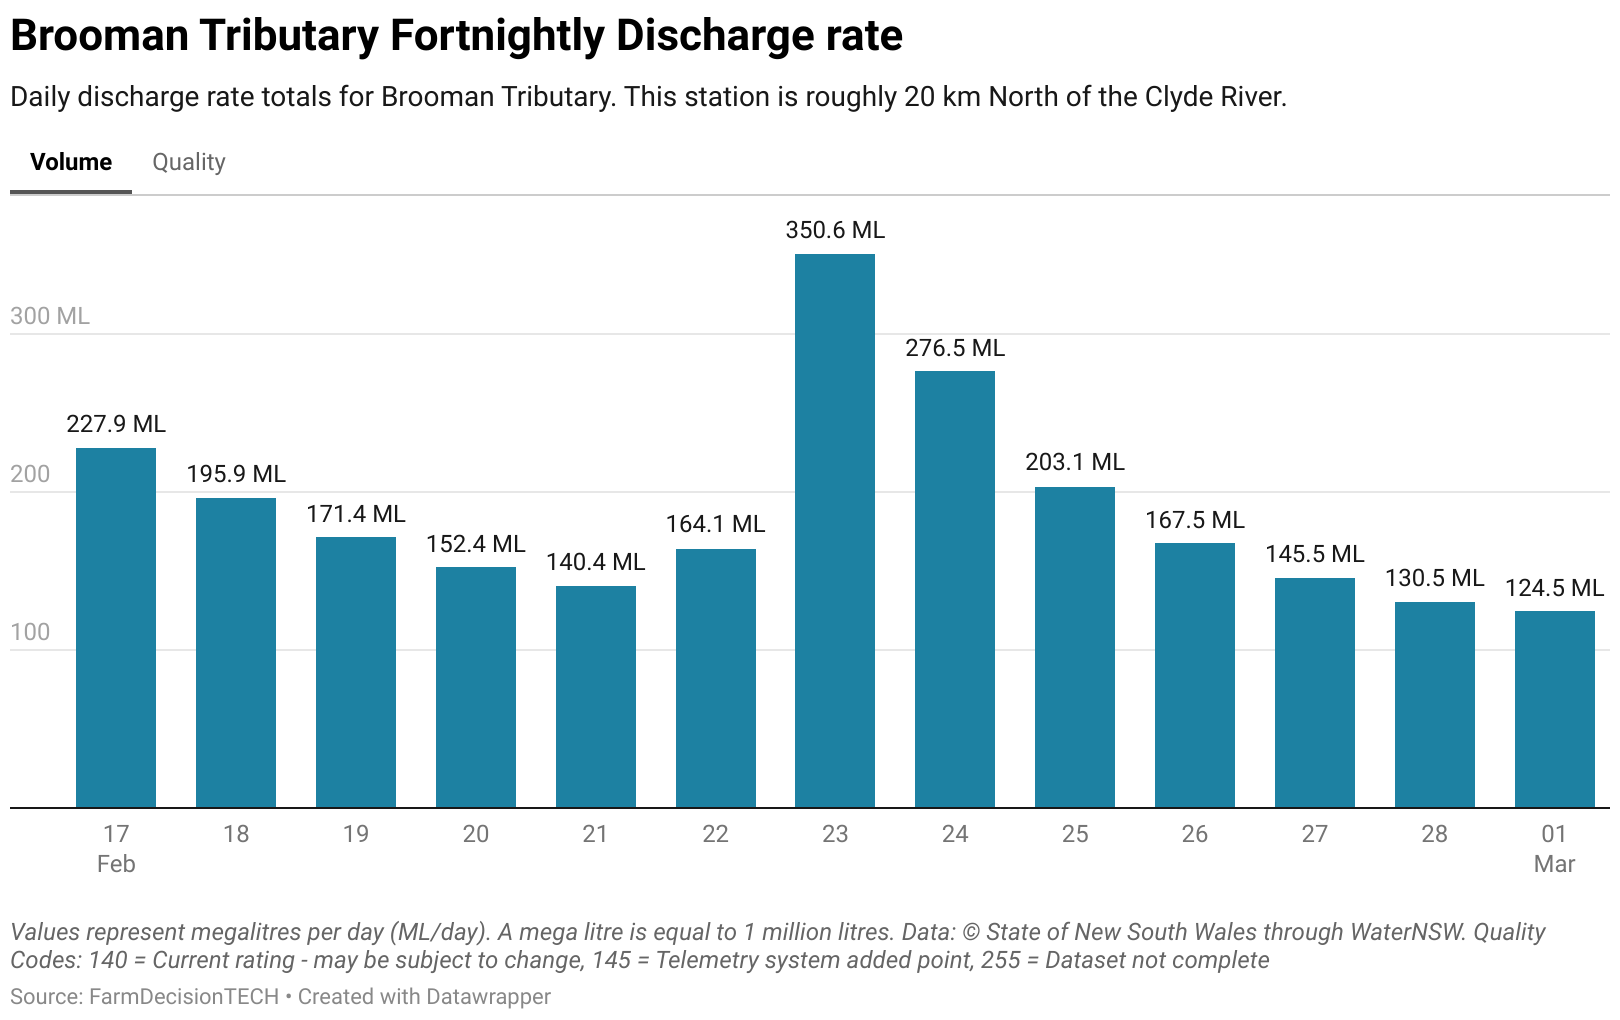 Brooman Tributary Fortnightly Discharge rate
Daily discharge rate totals for Brooman Tributary. This station is roughly 20 km North of the Clyde River.
Volume Quality
350.6 ML
300 ML
276.5 ML
227.9 ML
203.1 ML
200
195.9 ML
171.4 ML
164.1 ML
167.5 ML
152.4 ML
145.5 ML
140.4 ML
130.5 ML
124.5 ML
100
17 18 19 20 21 22 23 24 25 26 27 28 01
Feb Mar
Values represent megalitres per day (ML/day). A mega litre is equal to 1 million litres. Data: © State of New South Wales through WaterNSW. Quality
Codes: 140 = Current rating - may be subject to change, 145 = Telemetry system added point, 255 = Dataset not complete
Source: FarmDecisionTECH • Created with Datawrapper